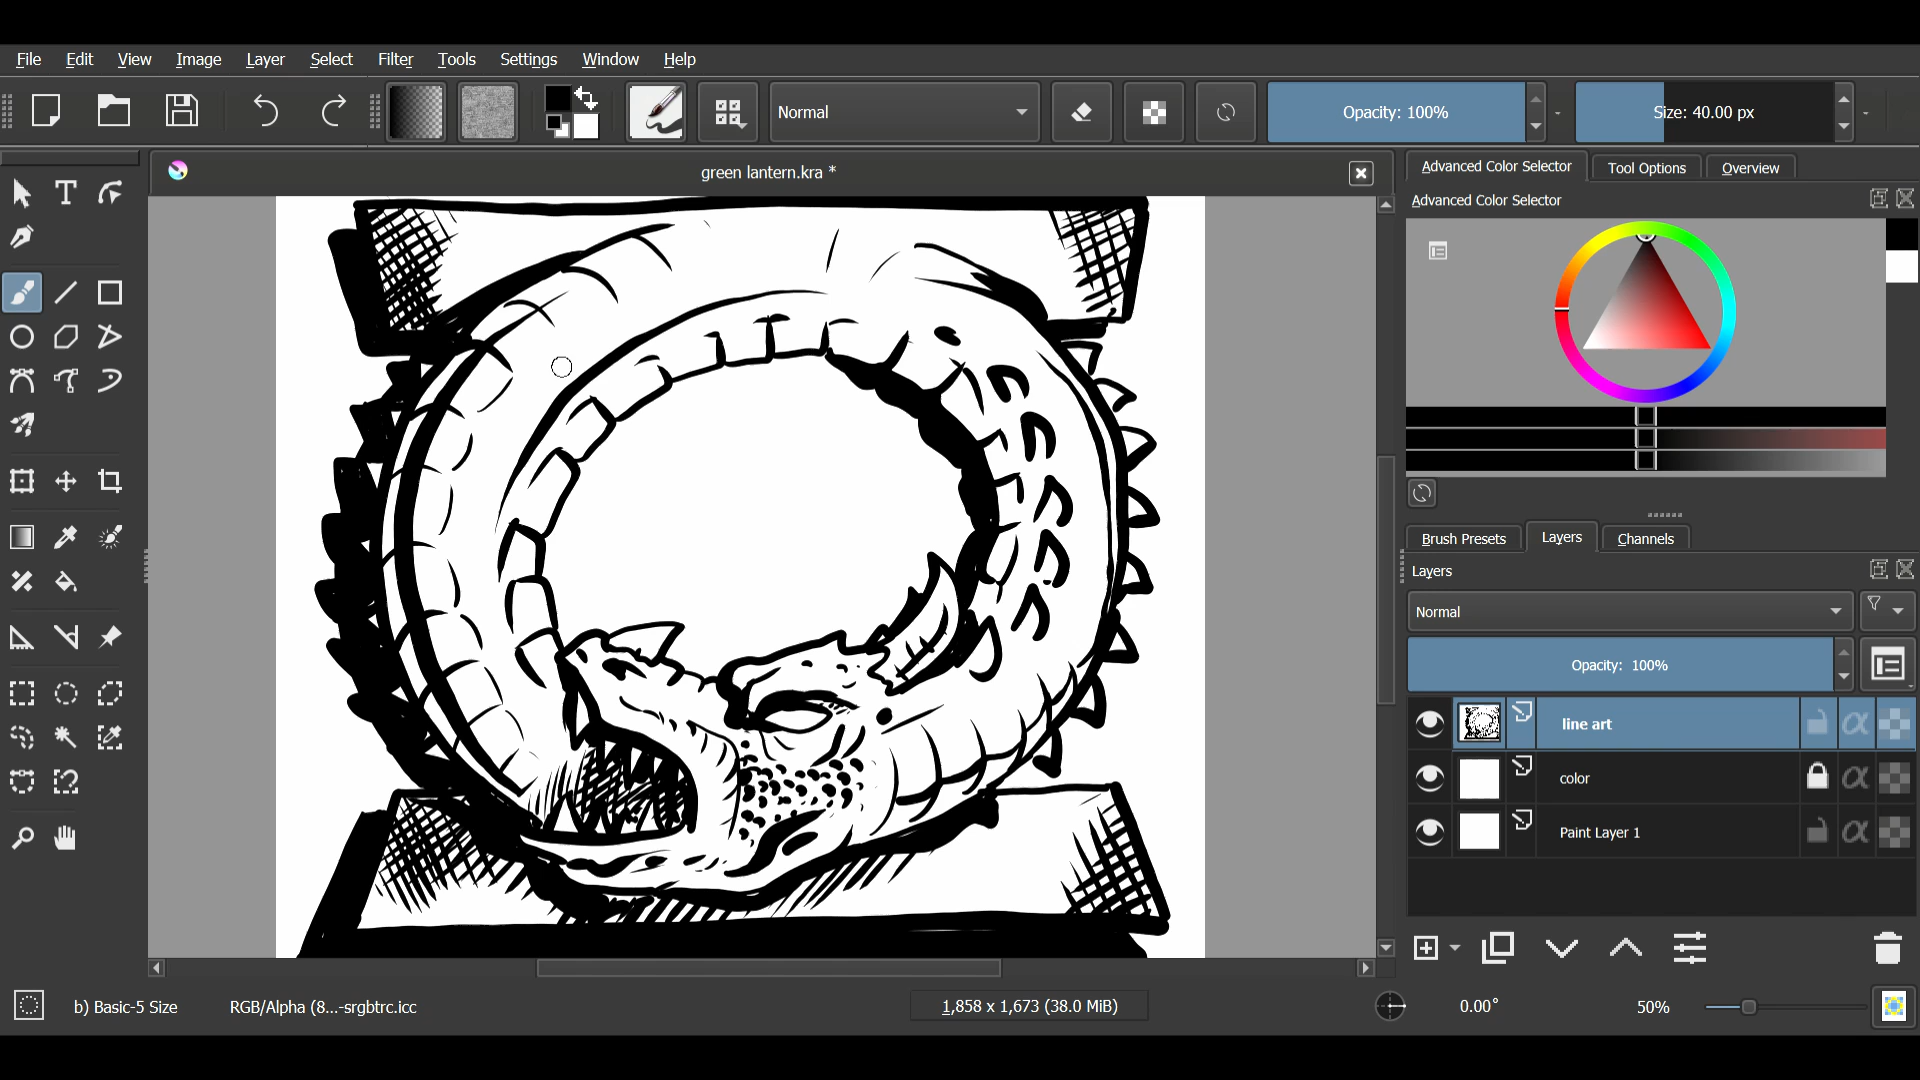 File Edit View Image Layer Select Filter Tools Settings Window Help
Normal Opacity: 100% Size: 40.00 px
green lantern.kra *
Advanced Color Selector Tool Options Overview
Advanced Color Selector
Brush Presets Layers Channels
Layers
Normal
Opacity: 100%
line art
color
Paint Layer 1
b) Basic-5 Size RGB/Alpha (8...-srgbtrc.icc 1,858 x 1,673 (38.0 MiB) 0.00° 50%